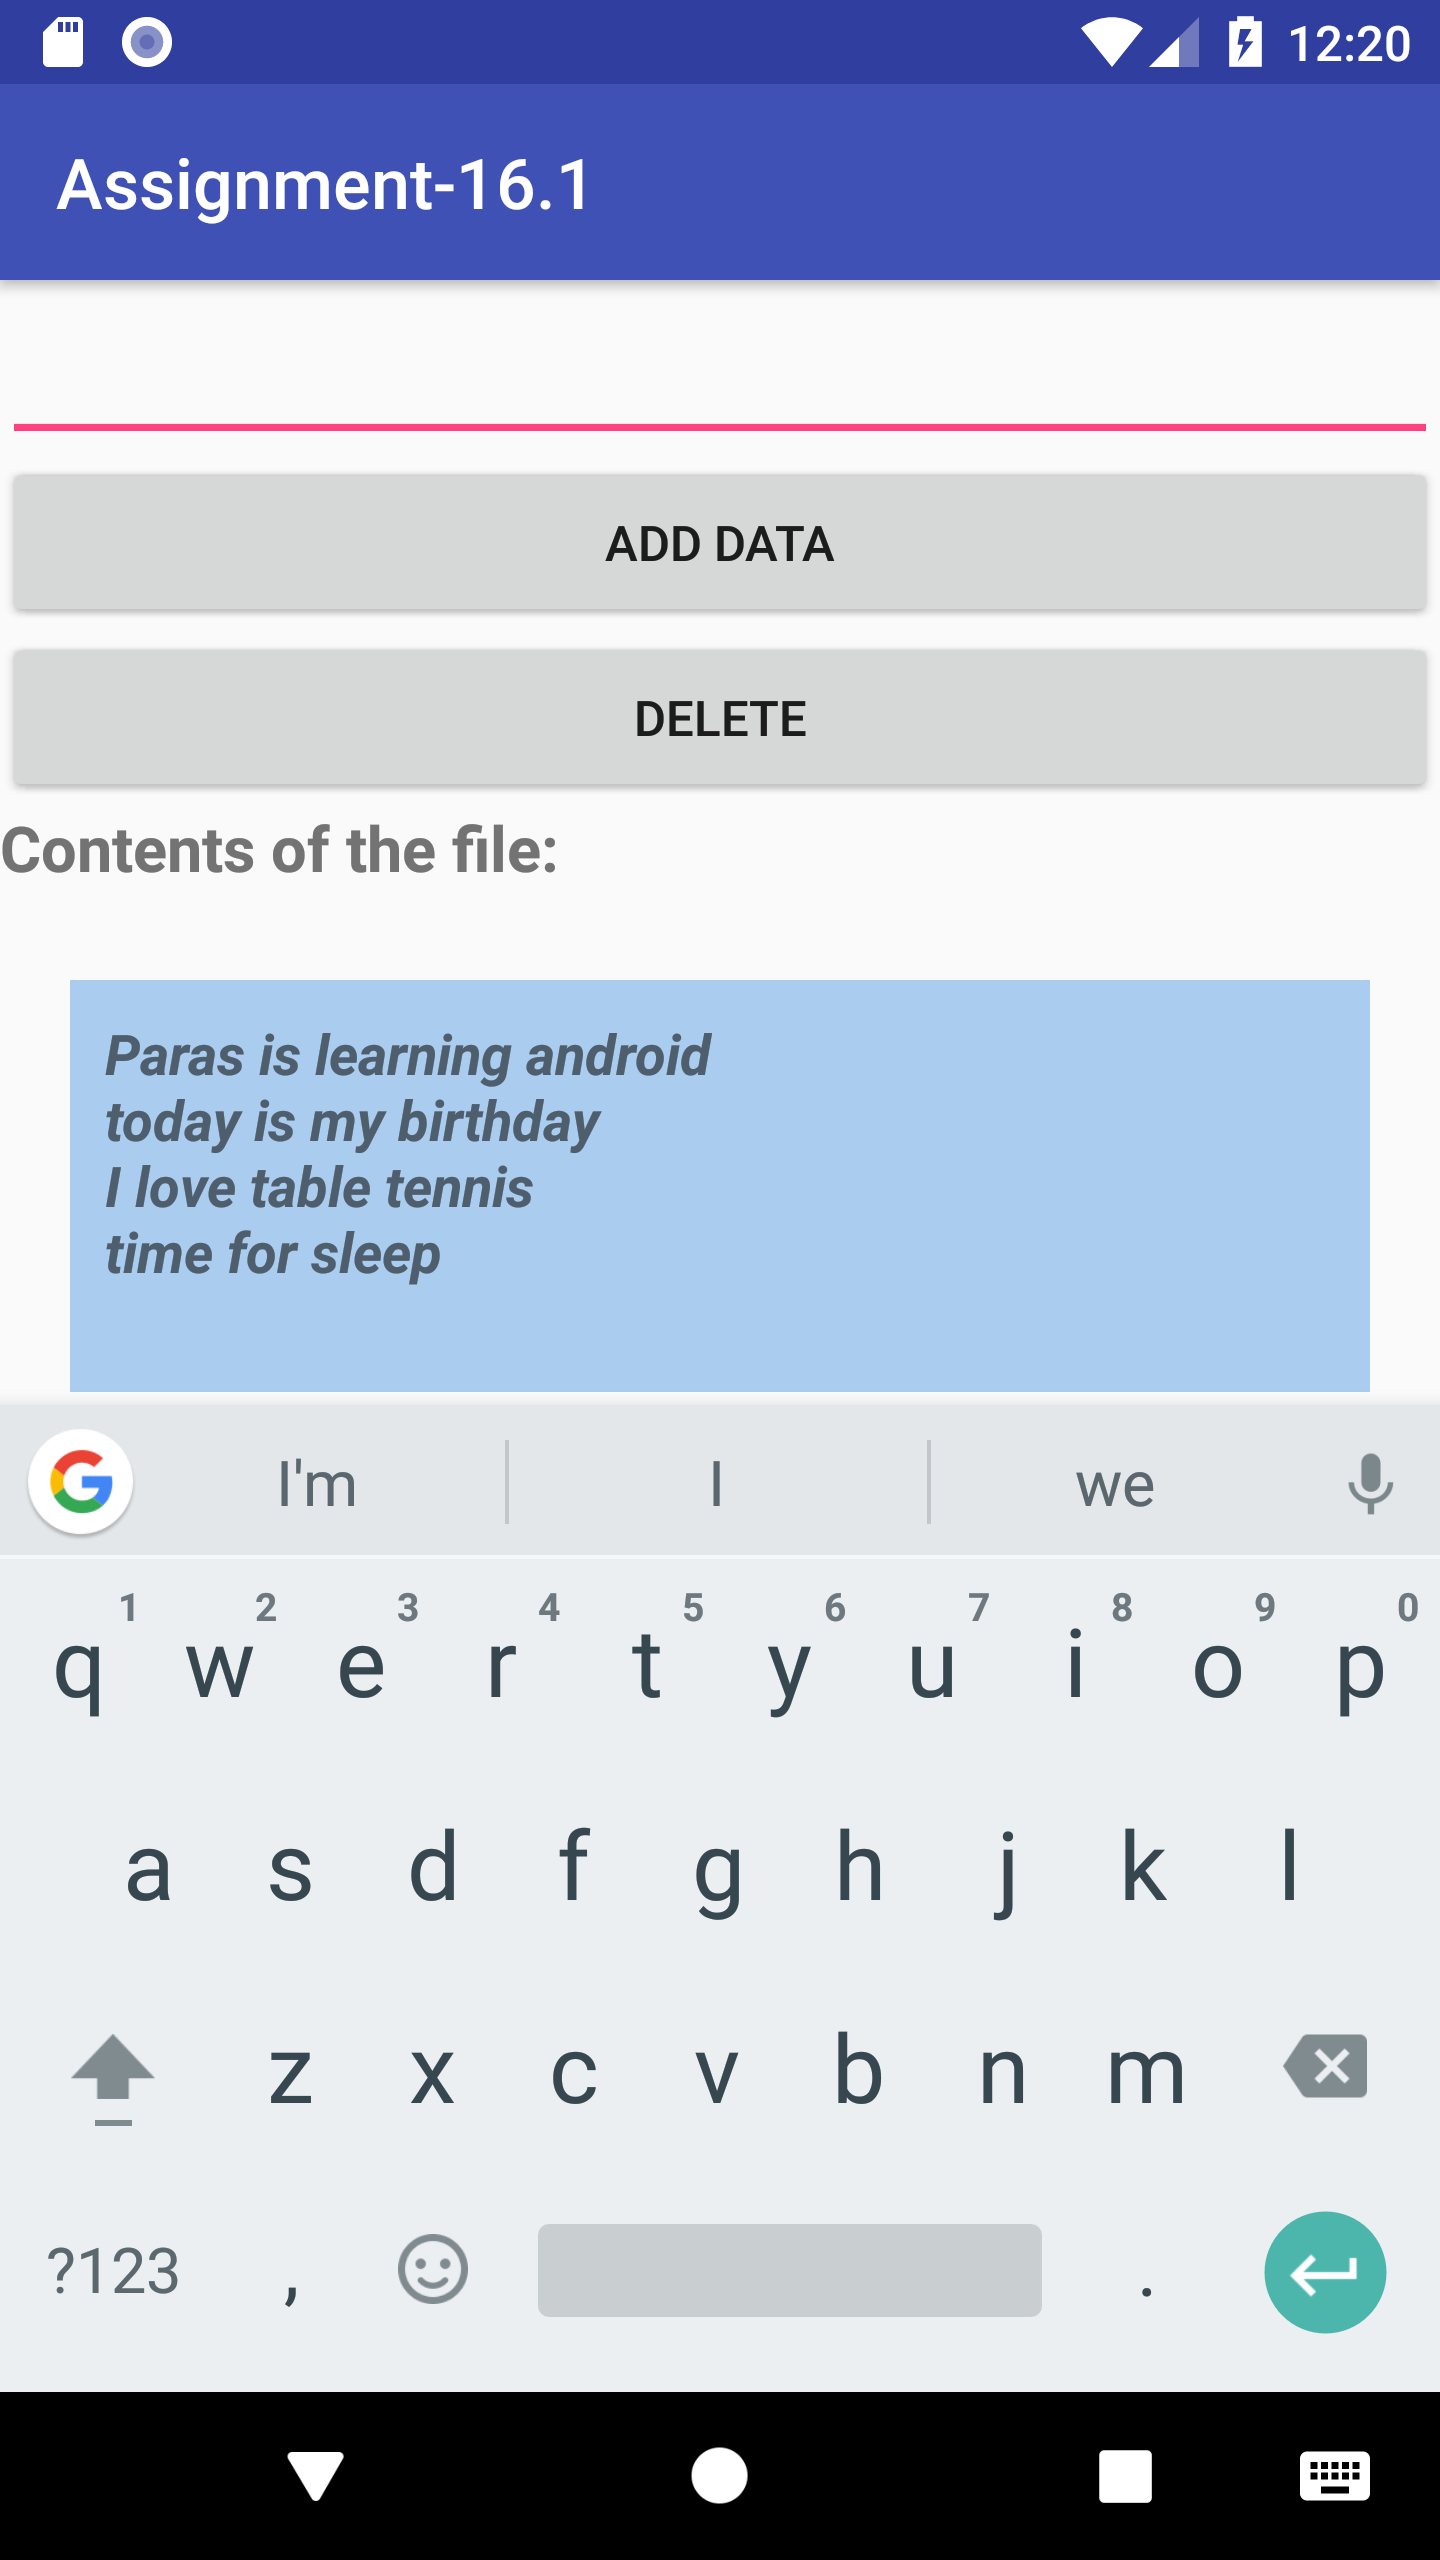 12:20
Assignment-16.1
ADD DATA
DELETE
Contents of the file:
Paras is learning android
today is my birthday
I love table tennis
time for sleep
I'm I we
1 2 3 4 5 6 7 8 9 0
q w e r t y u i o p
a s d f g h j k l
z x c v b n m
?123 , .